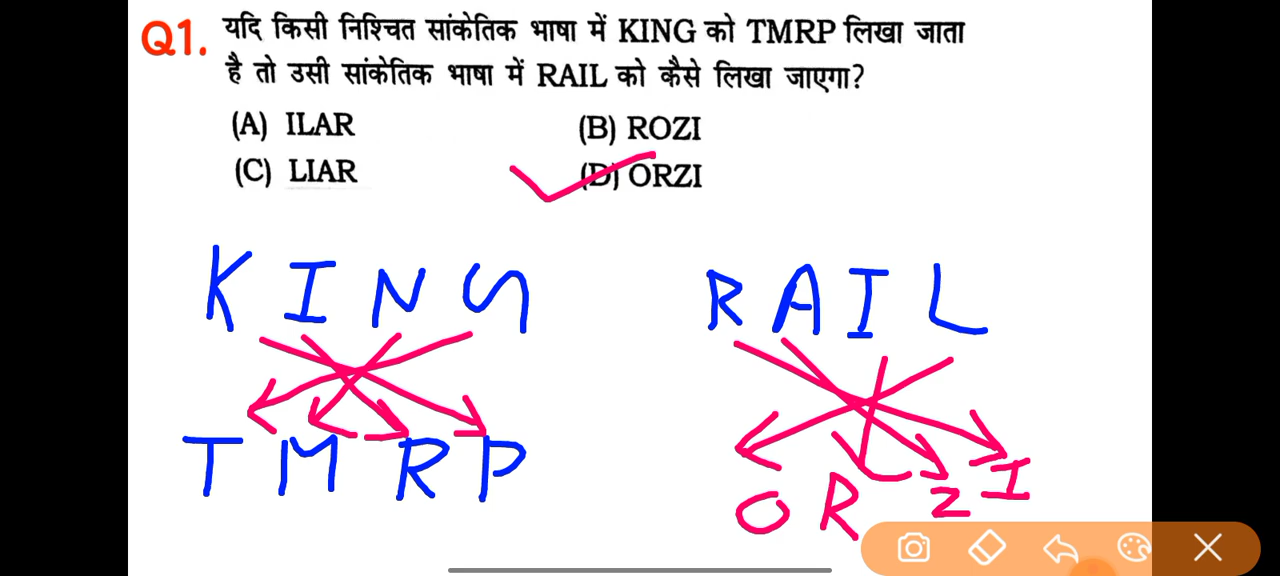 Q1. यदि किसी निश्चित सांकेतिक भाषा में KING को TMRP लिखा जाता
है तो उसी सांकेतिक भाषा में RAIL को कैसे लिखा जाएगा?
(A) ILAR (B) ROZI
(C) LIAR (D) ORZI
KING RAIL
TMRP ORZI